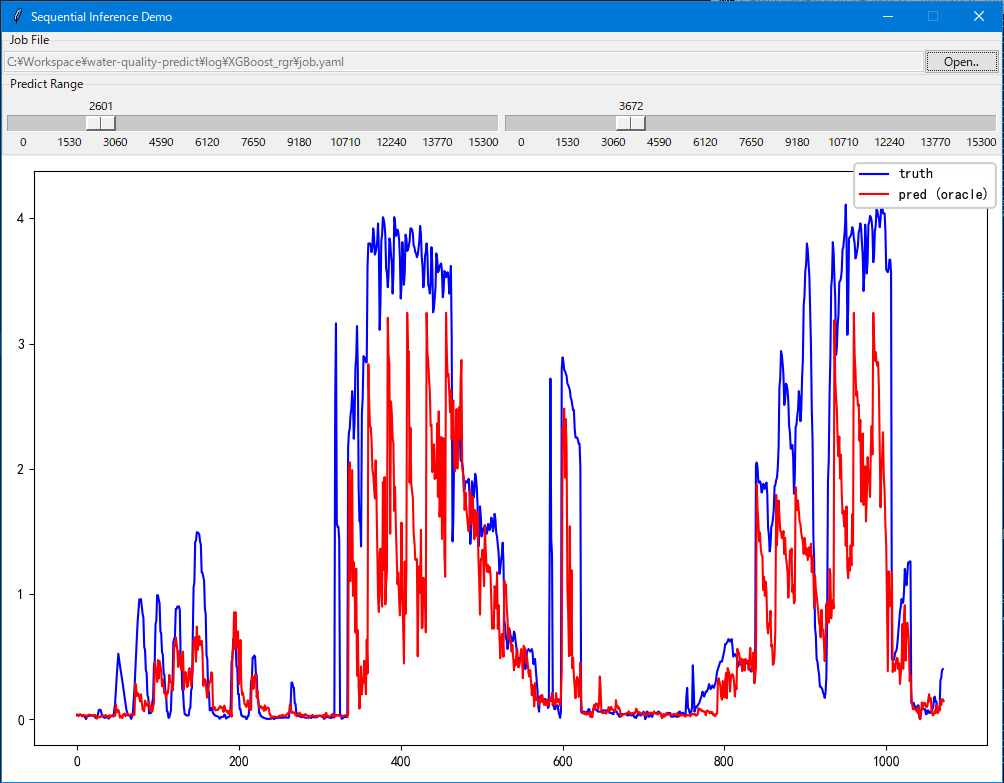 Sequential Inference Demo
Job File
C:¥Workspace¥water-quality-predict¥log¥XGBoost_rgr¥job.yaml
Open..
Predict Range
2601
3672
0 1530 3060 4590 6120 7650 9180 10710 12240 13770 15300
0 1530 3060 4590 6120 7650 9180 10710 12240 13770 15300
truth
pred (oracle)
4
3
2
1
0
0 200 400 600 800 1000